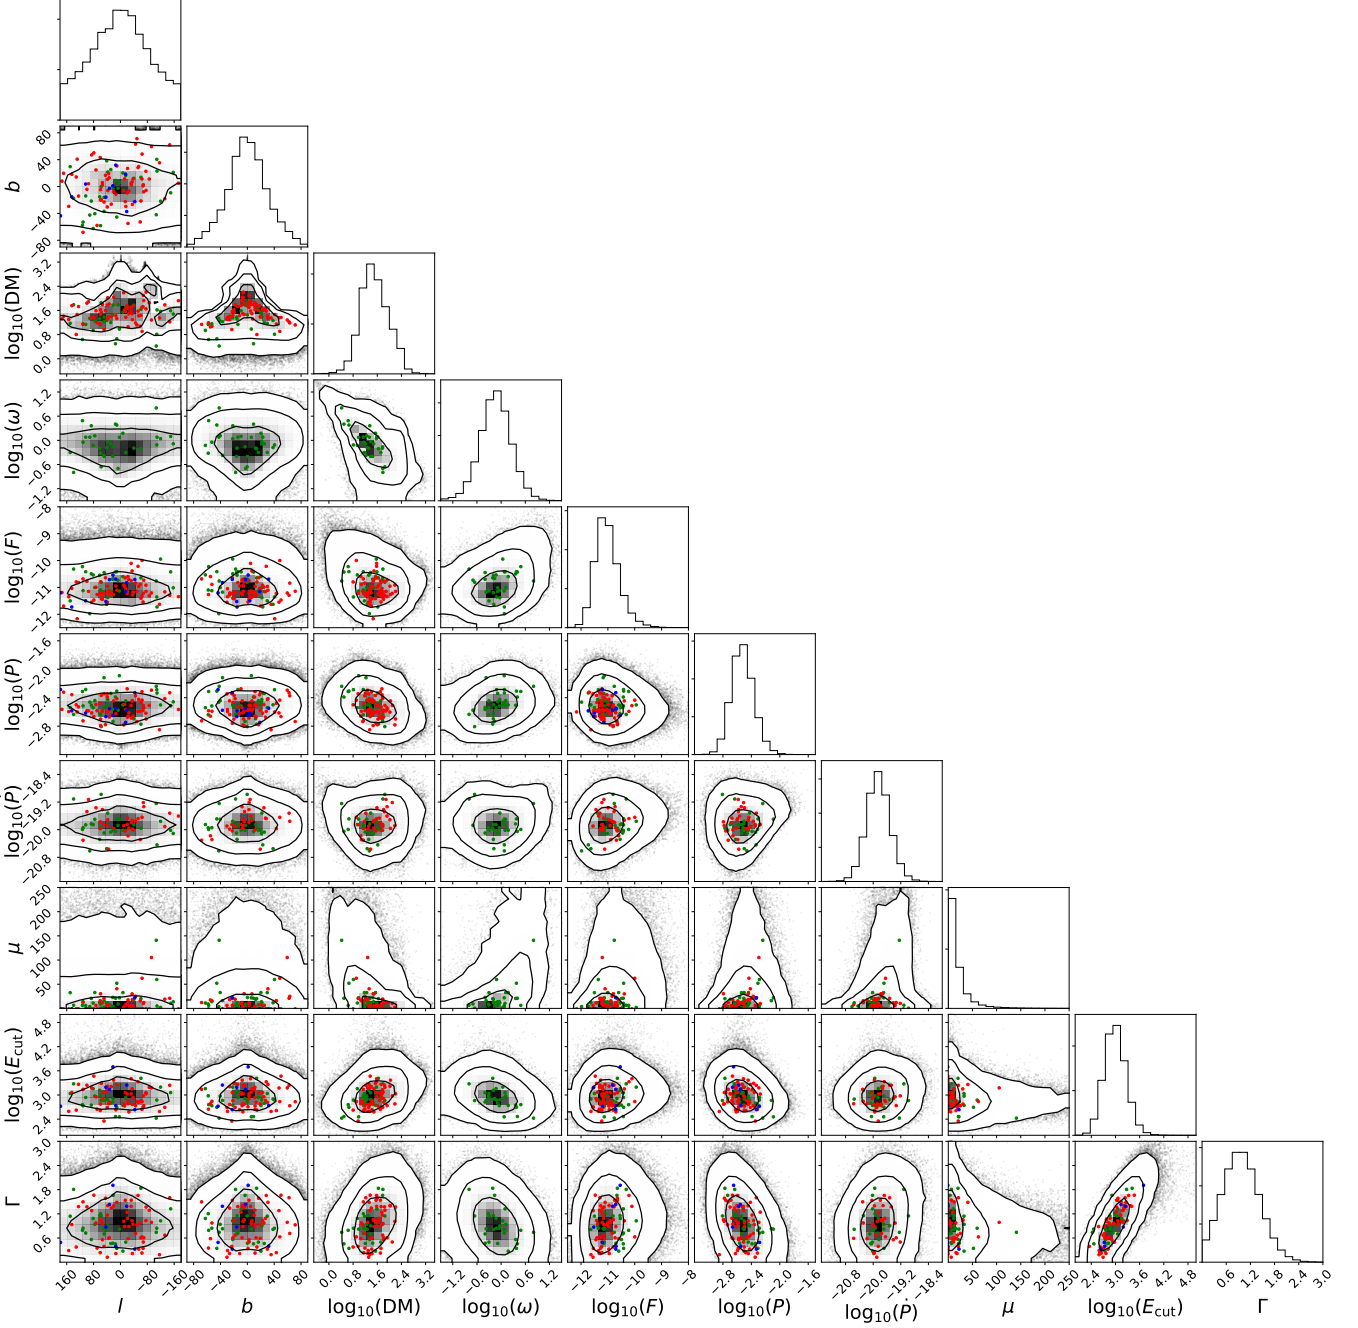 b
80
40
0
−40
−80
log₁₀(DM)
3.2
2.4
1.6
0.8
0.0
log₁₀(ω)
1.2
0.6
0.0
−0.6
−1.2
log₁₀(F)
−8
−9
−10
−11
−12
log₁₀(P)
−1.6
−2.0
−2.4
−2.8
log₁₀(Ṗ)
−18.4
−19.2
−20.0
−20.8
μ
250
200
150
100
50
log₁₀(E_cut)
4.8
4.2
3.6
3.0
2.4
Γ
3.0
2.4
1.8
1.2
0.6
160 80 0 −80 −160
−80 −40 0 40 80
0.0 0.8 1.6 2.4 3.2
−1.2 −0.6 0.0 0.6 1.2
−12 −11 −10 −9 −8
−2.8 −2.4 −2.0 −1.6
−20.8 −20.0 −19.2 −18.4
50 100 150 200 250
2.4 3.0 3.6 4.2 4.8
0.6 1.2 1.8 2.4 3.0
l b log₁₀(DM) log₁₀(ω) log₁₀(F) log₁₀(P) log₁₀(Ṗ) μ log₁₀(E_cut) Γ